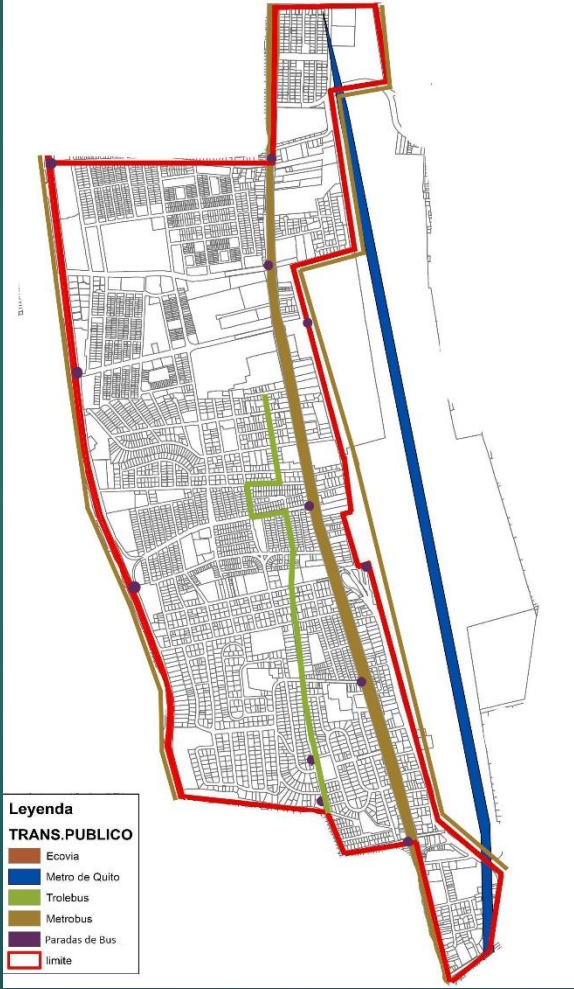 Leyenda
TRANS.PUBLICO
Ecovia
Metro de Quito
Trolebus
Metrobus
Paradas de Bus
limite